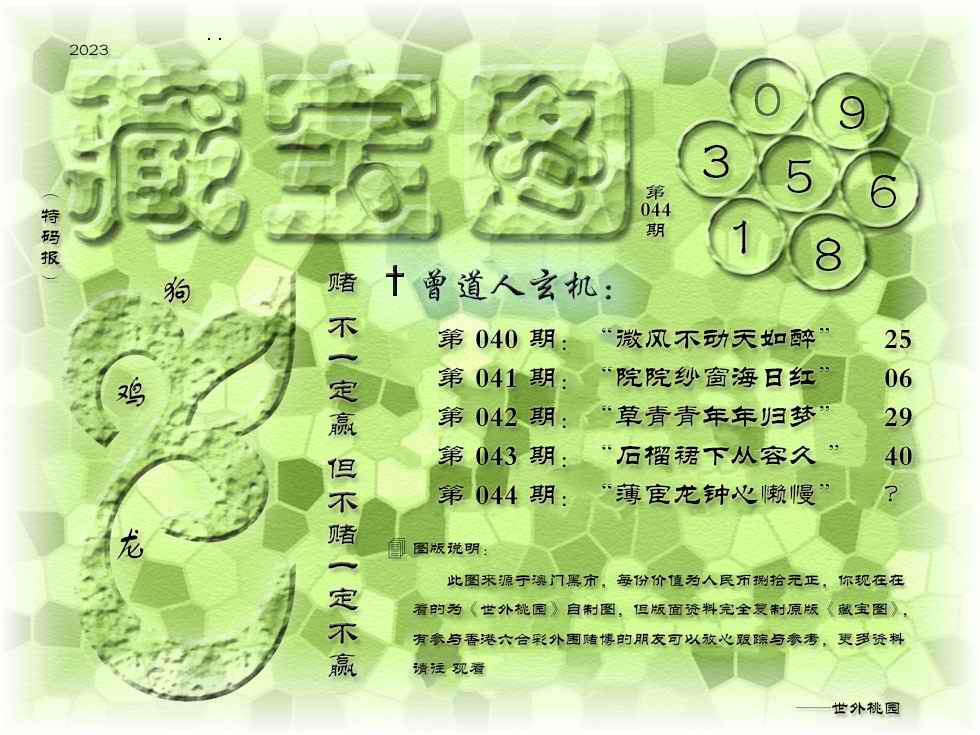 2023
藏宝图
（特码报）
第
044
期
0
9
3
5
6
1
8
狗
鸡
龙
赌不一定赢但不赌一定不赢
曾道人玄机：
第 040 期： “微风不动天如醉” 25
第 041 期： “院院纱窗海日红” 06
第 042 期： “草青青年年归梦” 29
第 043 期： “石榴裙下从容久 ” 40
第 044 期： “薄宦龙钟心懒慢” ?
图版说明：
此图来源于澳门黑市，每份价值为人民币捌拾元正，你现在在
看的为《世外桃园》自制图，但版面资料完全复制原版《藏宝图》，
有参与香港六合彩外围赌博的朋友可以放心跟踪与参考，更多资料
请注 观看
——世外桃园